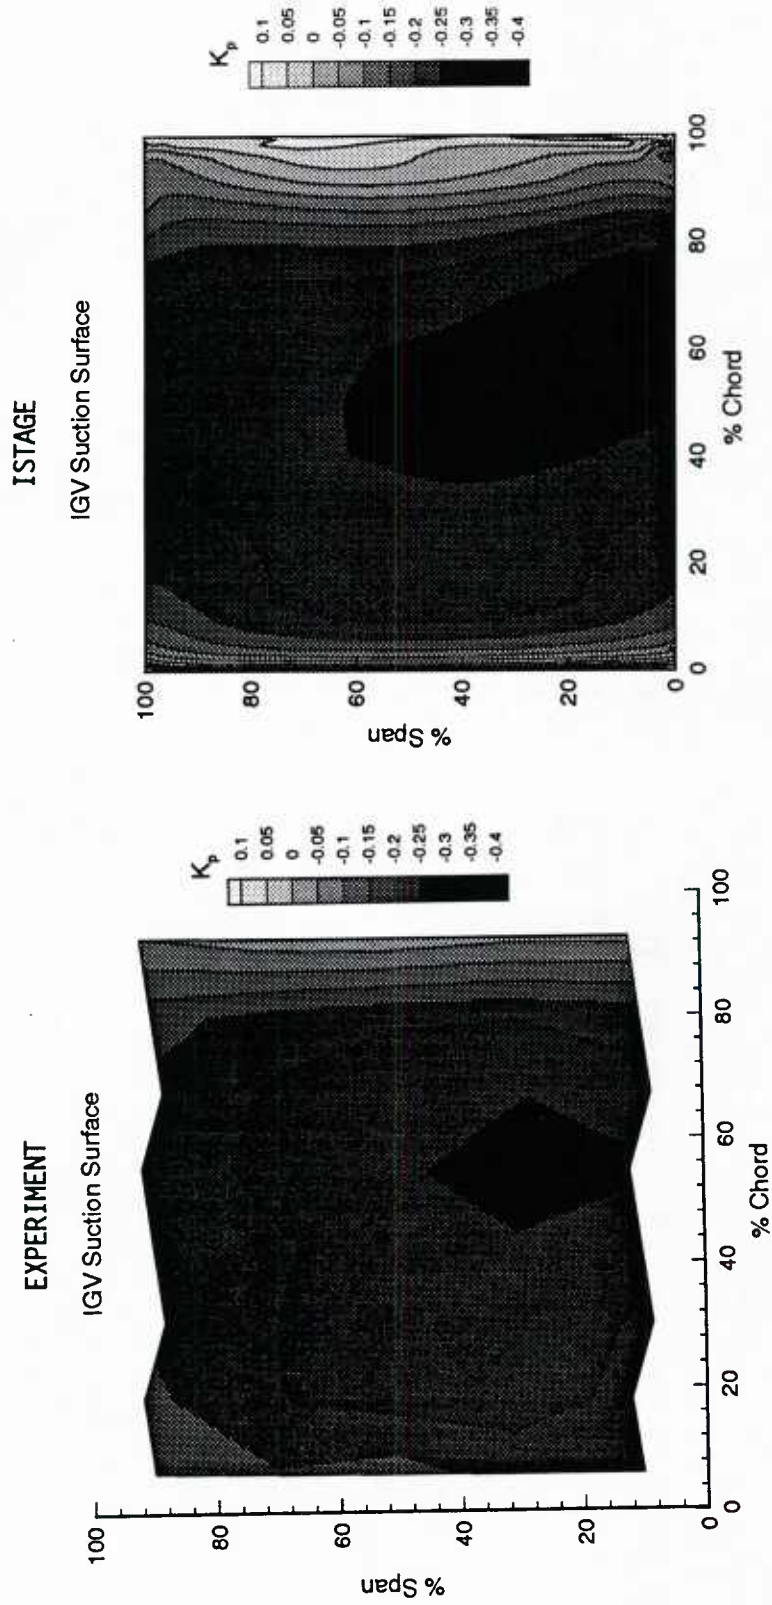 EXPERIMENT
IGV Suction Surface
Kₚ
0.1
0.05
0
-0.05
-0.1
-0.15
-0.2
-0.25
-0.3
-0.35
-0.4
% Span
100
80
60
40
20
0
0 20 40 60 80 100
% Chord
ISTAGE
IGV Suction Surface
Kₚ
0.1
0.05
0
-0.05
-0.1
-0.15
-0.2
-0.25
-0.3
-0.35
-0.4
% Span
100
80
60
40
20
0
0 20 40 60 80 100
% Chord